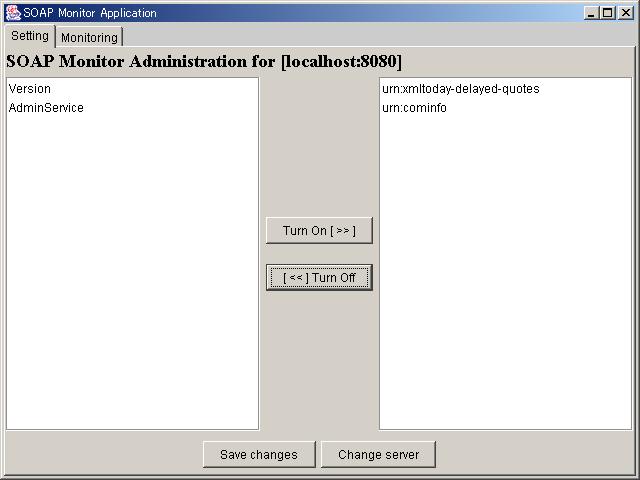 SOAP Monitor Application
Setting
Monitoring
SOAP Monitor Administration for [localhost:8080]
Version
AdminService
urn:xmltoday-delayed-quotes
urn:cominfo
Turn On [ >> ]
[ << ] Turn Off
Save changes
Change server